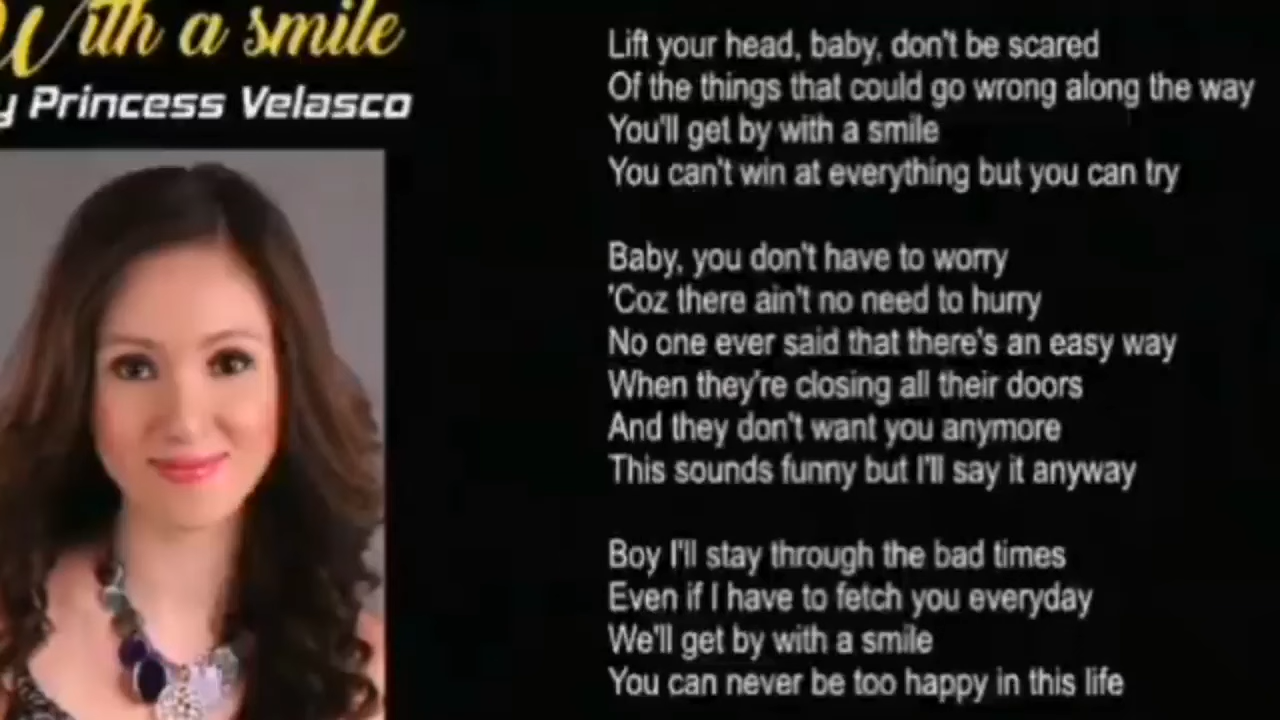 With a smile
y Princess Velasco
Lift your head, baby, don't be scared
Of the things that could go wrong along the way
You'll get by with a smile
You can't win at everything but you can try
Baby, you don't have to worry
'Coz there ain't no need to hurry
No one ever said that there's an easy way
When they're closing all their doors
And they don't want you anymore
This sounds funny but I'll say it anyway
Boy I'll stay through the bad times
Even if I have to fetch you everyday
We'll get by with a smile
You can never be too happy in this life